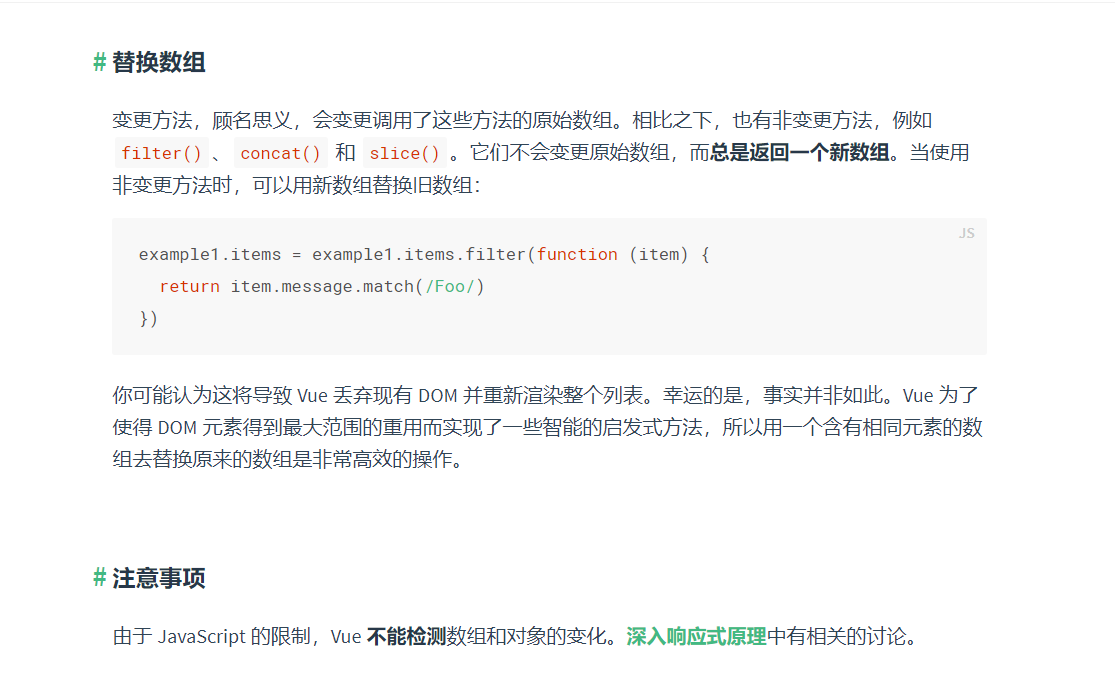 # 替换数组
变更方法，顾名思义，会变更调用了这些方法的原始数组。相比之下，也有非变更方法，例如
filter() 、 concat() 和 slice() 。它们不会变更原始数组，而总是返回一个新数组。当使用
非变更方法时，可以用新数组替换旧数组：
JS
example1.items = example1.items.filter(function (item) {
  return item.message.match(/Foo/)
})
你可能认为这将导致 Vue 丢弃现有 DOM 并重新渲染整个列表。幸运的是，事实并非如此。Vue 为了
使得 DOM 元素得到最大范围的重用而实现了一些智能的启发式方法，所以用一个含有相同元素的数
组去替换原来的数组是非常高效的操作。
# 注意事项
由于 JavaScript 的限制，Vue 不能检测数组和对象的变化。深入响应式原理中有相关的讨论。